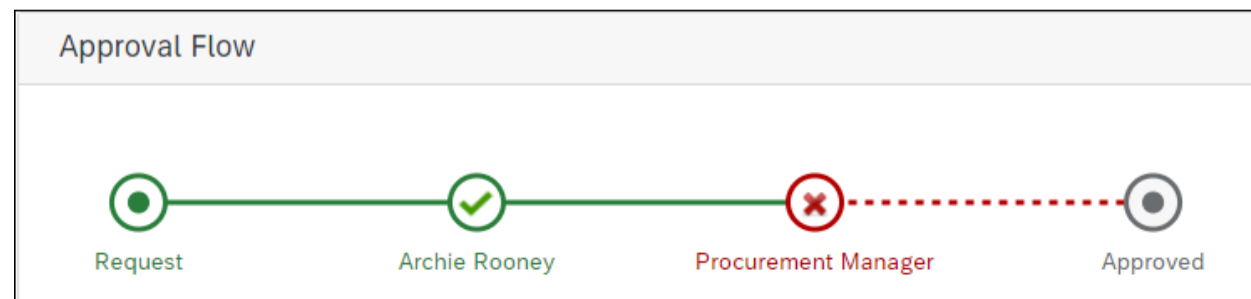 Approval Flow
Request
Archie Rooney
Procurement Manager
Approved